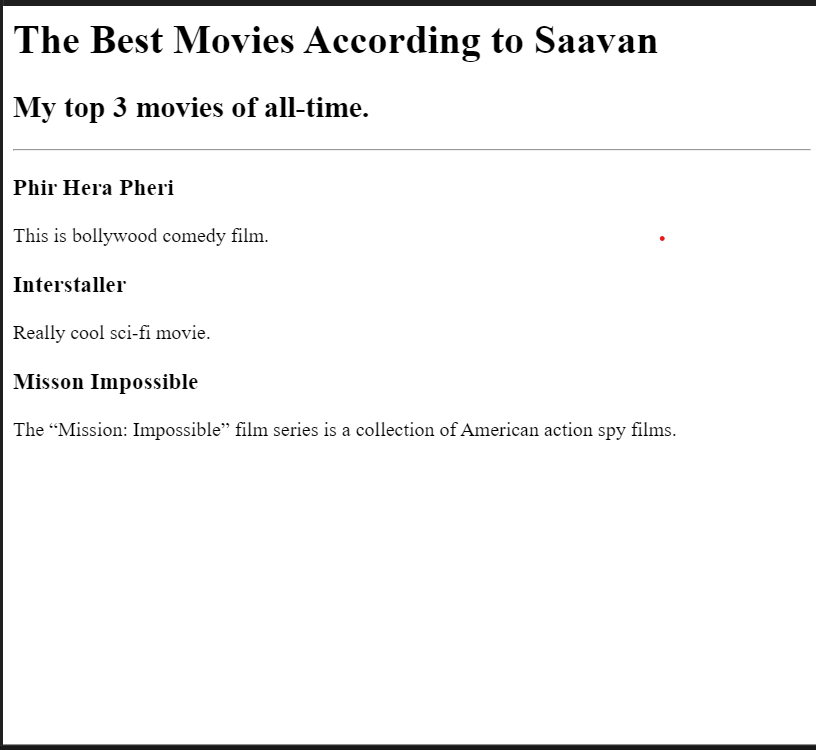 The Best Movies According to Saavan
My top 3 movies of all-time.
Phir Hera Pheri
This is bollywood comedy film.
Interstaller
Really cool sci-fi movie.
Misson Impossible
The “Mission: Impossible” film series is a collection of American action spy films.